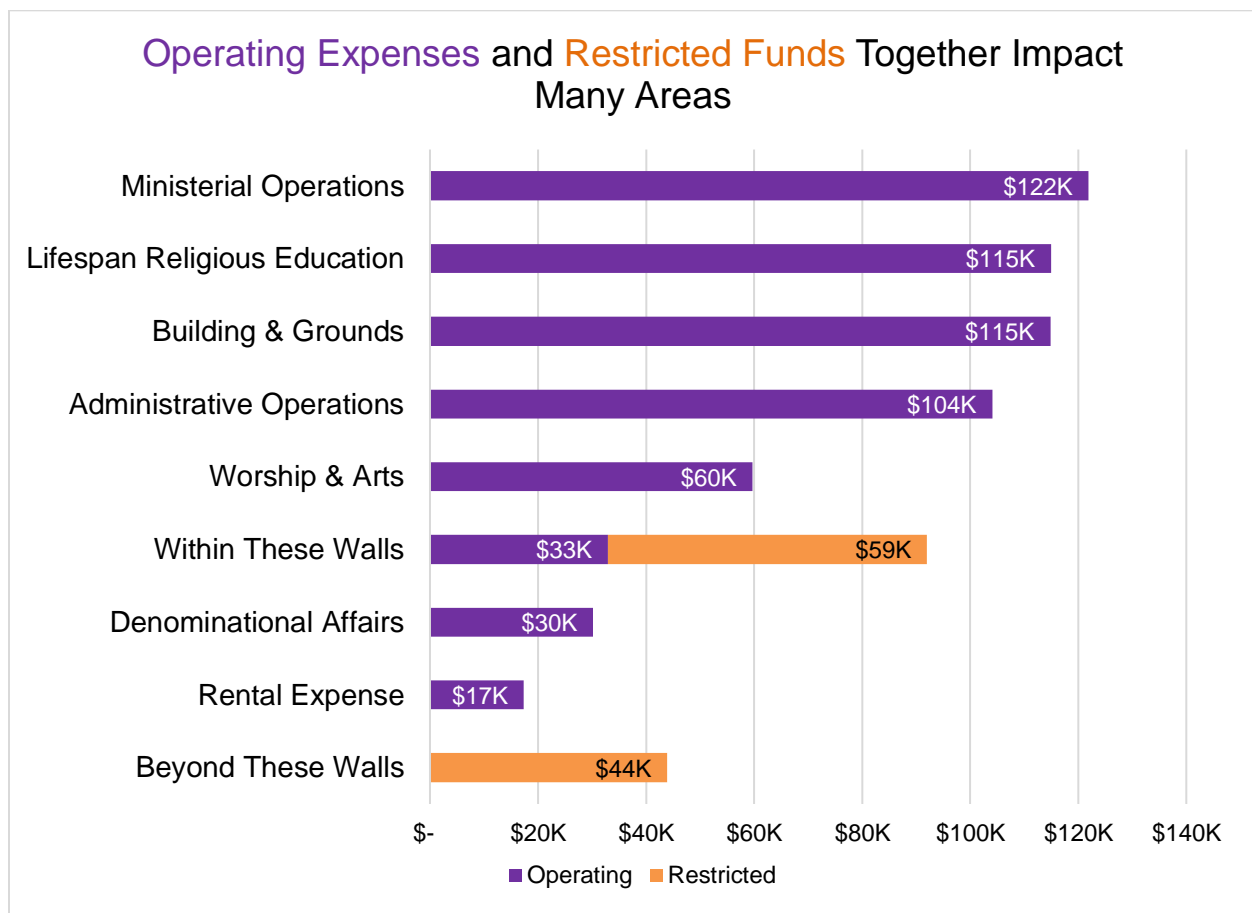 Operating Expenses and Restricted Funds Together Impact
Many Areas
Ministerial Operations $122K
Lifespan Religious Education $115K
Building & Grounds $115K
Administrative Operations $104K
Worship & Arts $60K
Within These Walls $33K $59K
Denominational Affairs $30K
Rental Expense $17K
Beyond These Walls $44K
$- $20K $40K $60K $80K $100K $120K $140K
Operating Restricted